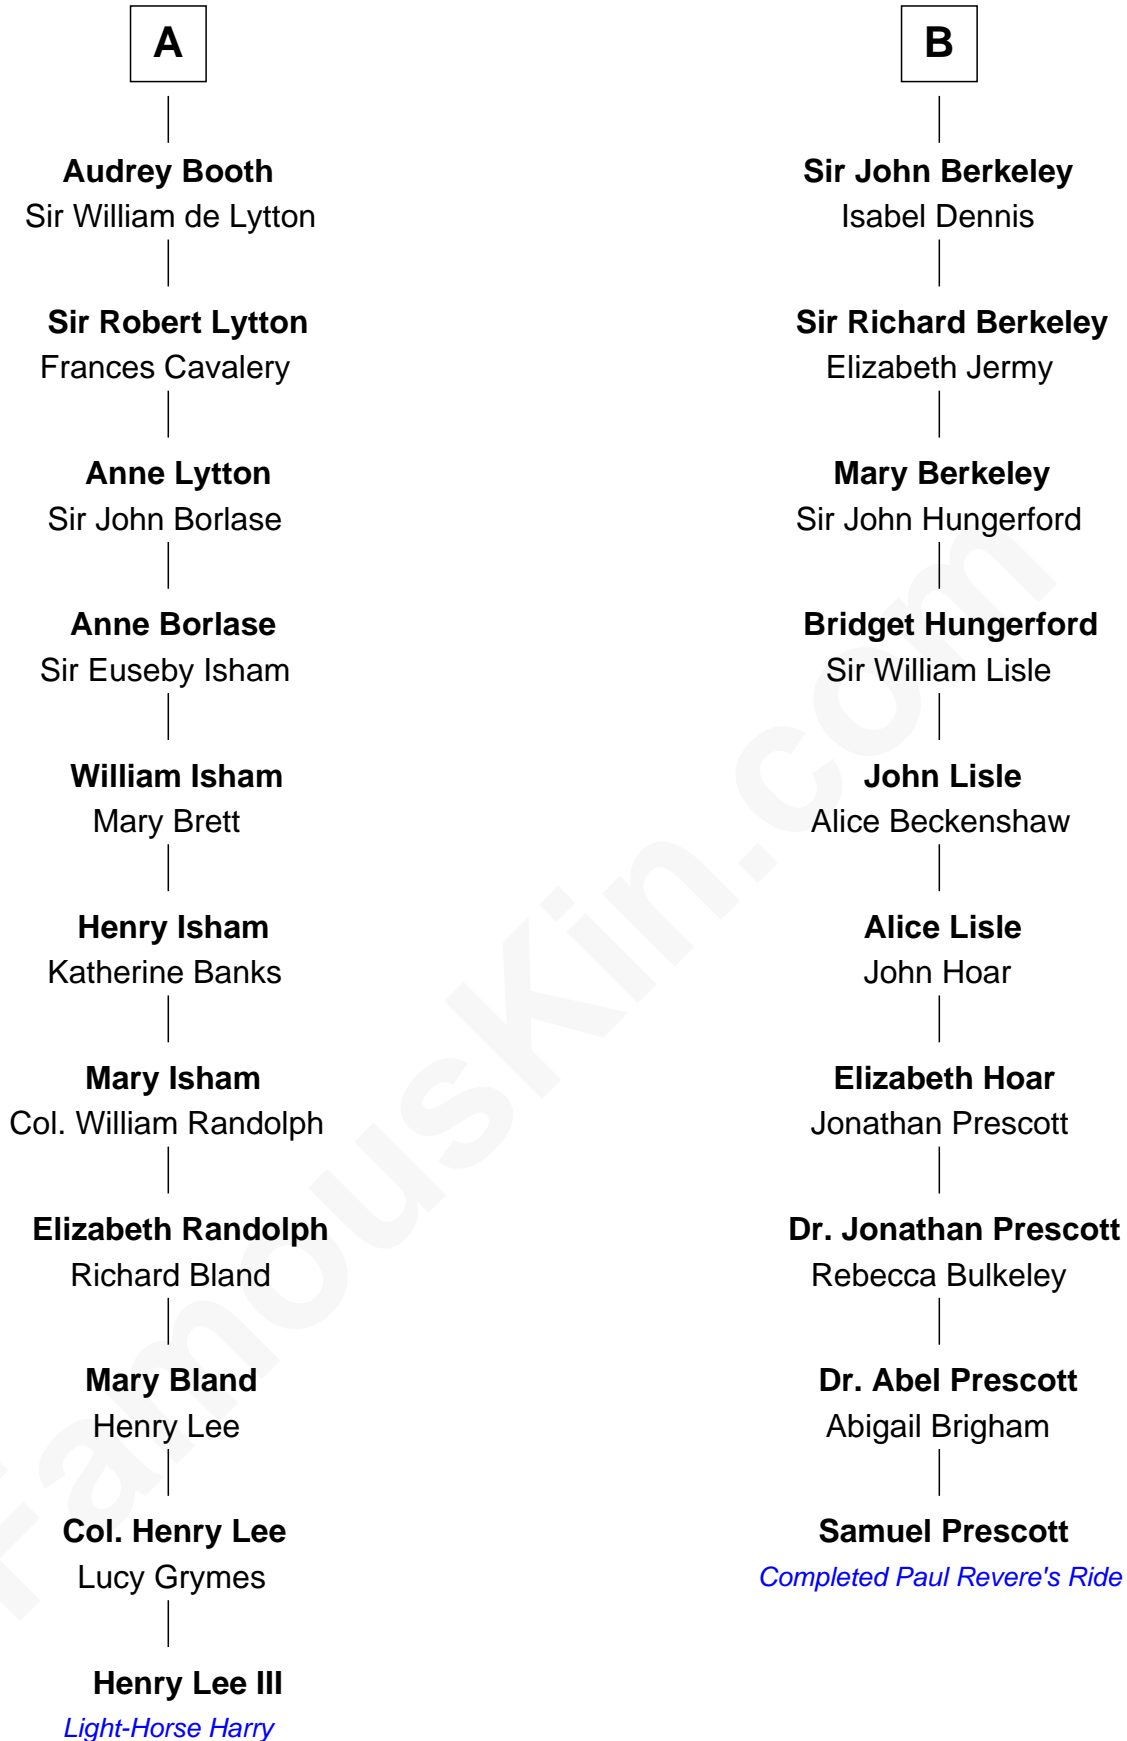 A
Audrey Booth
Sir William de Lytton
Sir Robert Lytton
Frances Cavalery
Anne Lytton
Sir John Borlase
Anne Borlase
Sir Euseby Isham
William Isham
Mary Brett
Henry Isham
Katherine Banks
Mary Isham
Col. William Randolph
Elizabeth Randolph
Richard Bland
Mary Bland
Henry Lee
Col. Henry Lee
Lucy Grymes
Henry Lee III
Light-Horse Harry
B
Sir John Berkeley
Isabel Dennis
Sir Richard Berkeley
Elizabeth Jermy
Mary Berkeley
Sir John Hungerford
Bridget Hungerford
Sir William Lisle
John Lisle
Alice Beckenshaw
Alice Lisle
John Hoar
Elizabeth Hoar
Jonathan Prescott
Dr. Jonathan Prescott
Rebecca Bulkeley
Dr. Abel Prescott
Abigail Brigham
Samuel Prescott
Completed Paul Revere's Ride
FamousKin.com